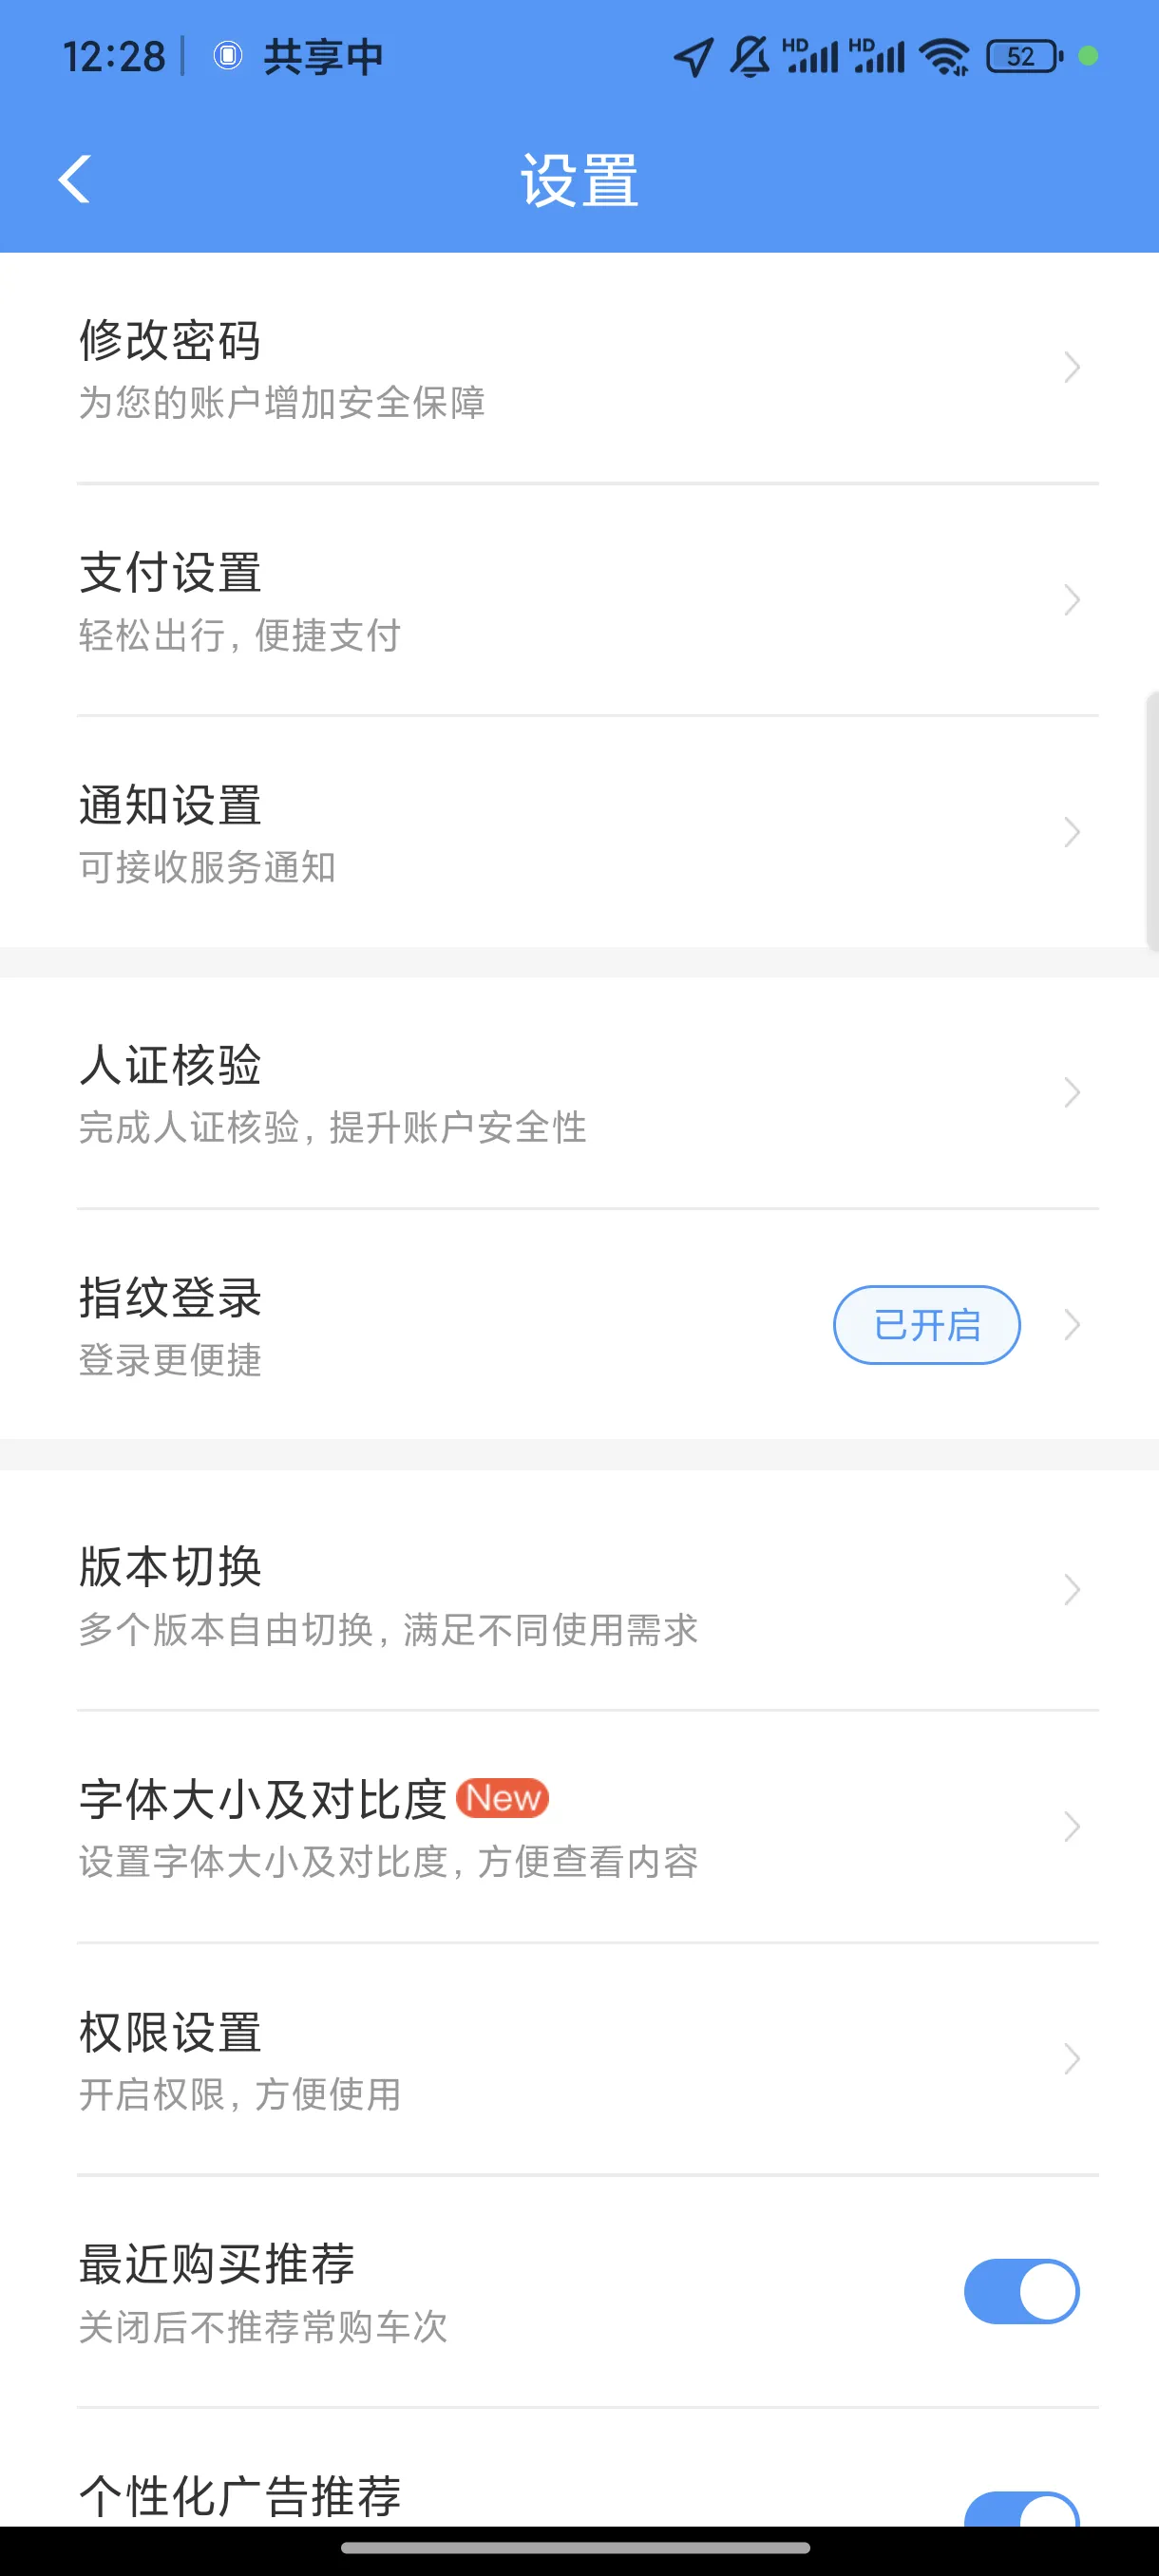 12:28 共享中 HD HD 52
设置
修改密码
为您的账户增加安全保障
支付设置
轻松出行，便捷支付
通知设置
可接收服务通知
人证核验
完成人证核验，提升账户安全性
指纹登录
已开启
登录更便捷
版本切换
多个版本自由切换，满足不同使用需求
字体大小及对比度 New
设置字体大小及对比度，方便查看内容
权限设置
开启权限，方便使用
最近购买推荐
关闭后不推荐常购车次
个性化广告推荐